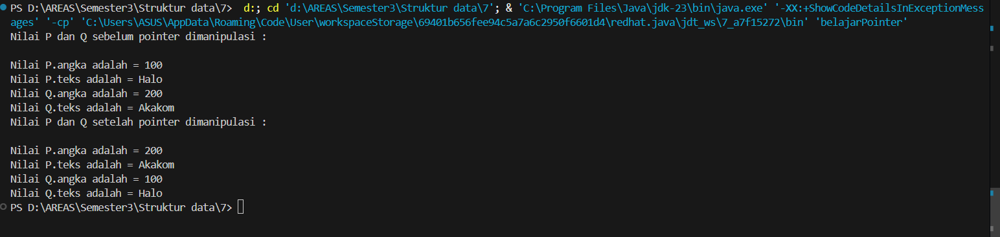 PS D:\AREAS\Semester3\Struktur data\7>  d:; cd 'd:\AREAS\Semester3\Struktur data\7'; & 'C:\Program Files\Java\jdk-23\bin\java.exe' '-XX:+ShowCodeDetailsInExceptionMess
ages' '-cp' 'C:\Users\ASUS\AppData\Roaming\Code\User\workspaceStorage\69401b656fee94c5a7a6c2950f6601d4\redhat.java\jdt_ws\7_a7f15272\bin' 'belajarPointer'
Nilai P dan Q sebelum pointer dimanipulasi :
Nilai P.angka adalah = 100
Nilai P.teks adalah = Halo
Nilai Q.angka adalah = 200
Nilai Q.teks adalah = Akakom
Nilai P dan Q setelah pointer dimanipulasi :
Nilai P.angka adalah = 200
Nilai P.teks adalah = Akakom
Nilai Q.angka adalah = 100
Nilai Q.teks adalah = Halo
PS D:\AREAS\Semester3\Struktur data\7>